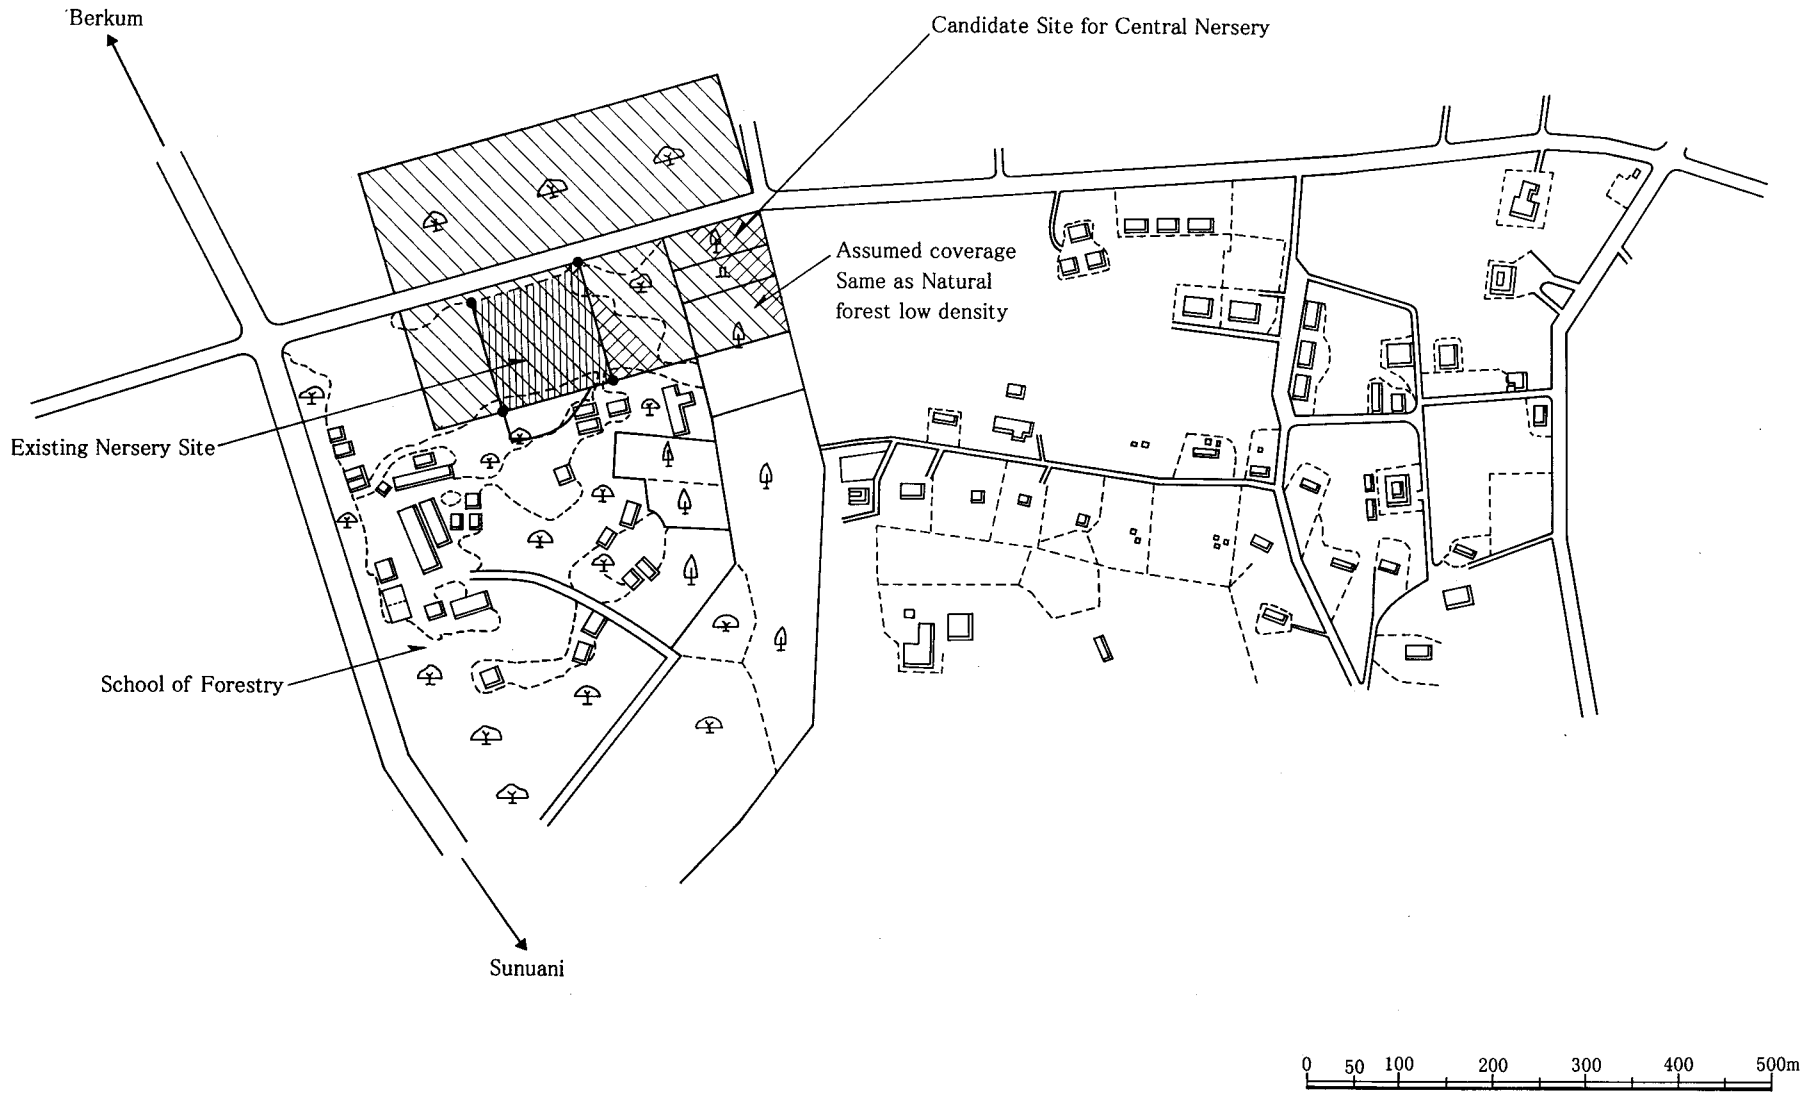 Berkum
Candidate Site for Central Nersery
Assumed coverage
Same as Natural
forest low density
Existing Nersery Site
School of Forestry
Sunuani
0 50 100 200 300 400 500m